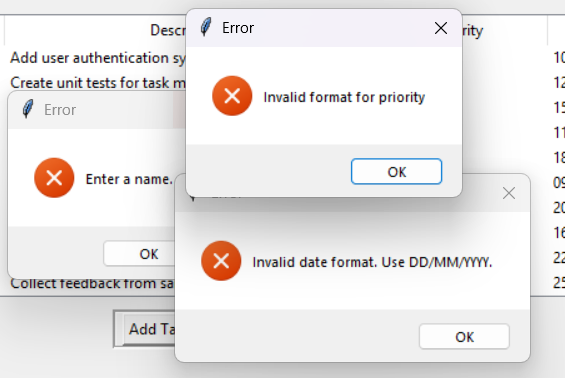 Descr
rity
Error
Invalid format for priority
OK
Add user authentication sy
Create unit tests for task m
Error
Enter a name.
OK
Invalid date format. Use DD/MM/YYYY.
OK
Collect feedback from sa
Add Ta
10
12
15
11
18
09
20
16
22
25